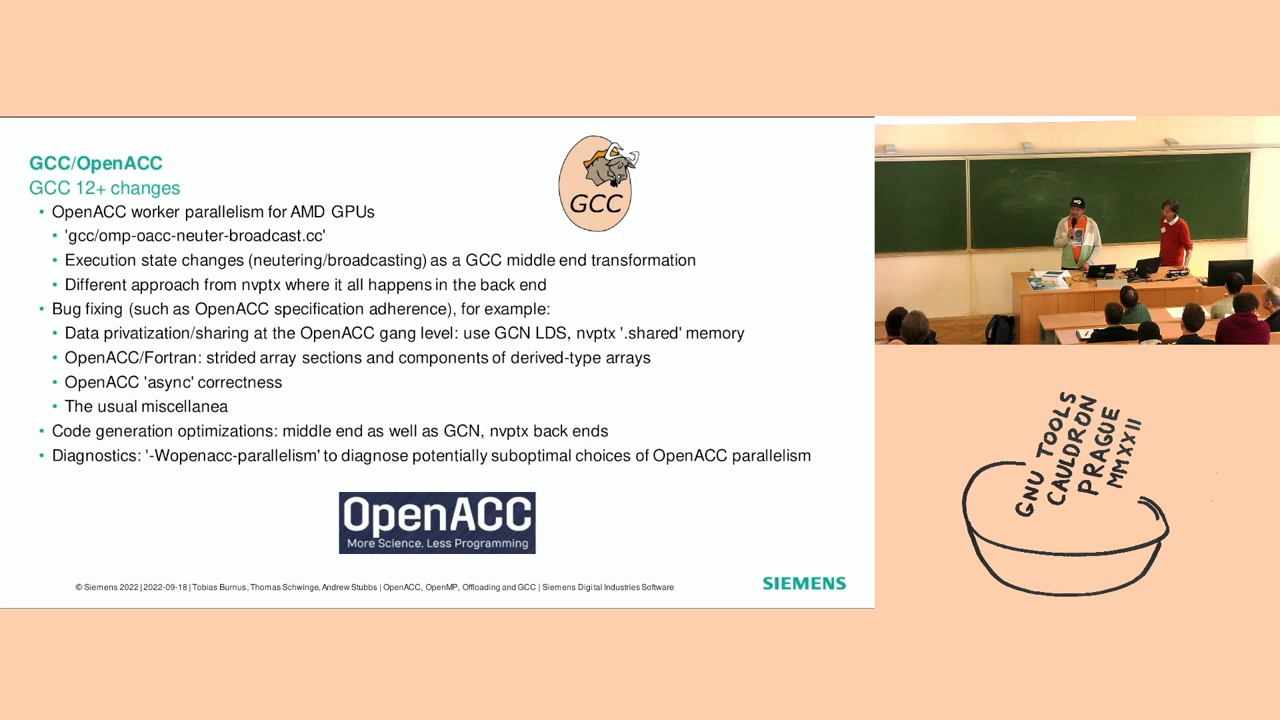 GCC/OpenACC
GCC 12+ changes
• OpenACC worker parallelism for AMD GPUs
• 'gcc/omp-oacc-neuter-broadcast.cc'
• Execution state changes (neutering/broadcasting) as a GCC middle end transformation
• Different approach from nvptx where it all happens in the back end
• Bug fixing (such as OpenACC specification adherence), for example:
• Data privatization/sharing at the OpenACC gang level: use GCN LDS, nvptx '.shared' memory
• OpenACC/Fortran: strided array sections and components of derived-type arrays
• OpenACC 'async' correctness
• The usual miscellanea
• Code generation optimizations: middle end as well as GCN, nvptx back ends
• Diagnostics: '-Wopenacc-parallelism' to diagnose potentially suboptimal choices of OpenACC parallelism
GCC
OpenACC
More Science, Less Programming
© Siemens 2022 | 2022-09-18 | Tobias Burnus, Thomas Schwinge, Andrew Stubbs | OpenACC, OpenMP, Offloading and GCC | Siemens Digital Industries Software
SIEMENS
GNU TOOLS
CAULDRON
PRAGUE
MMXXII